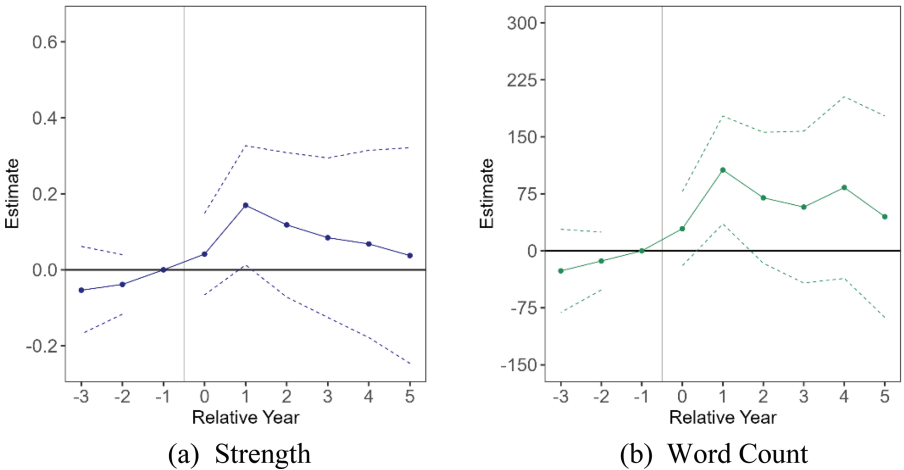 0.6
0.4
0.2
0.0
-0.2
Estimate
-3 -2 -1 0 1 2 3 4 5
Relative Year
(a) Strength
300
225
150
75
0
-75
-150
Estimate
-3 -2 -1 0 1 2 3 4 5
Relative Year
(b) Word Count